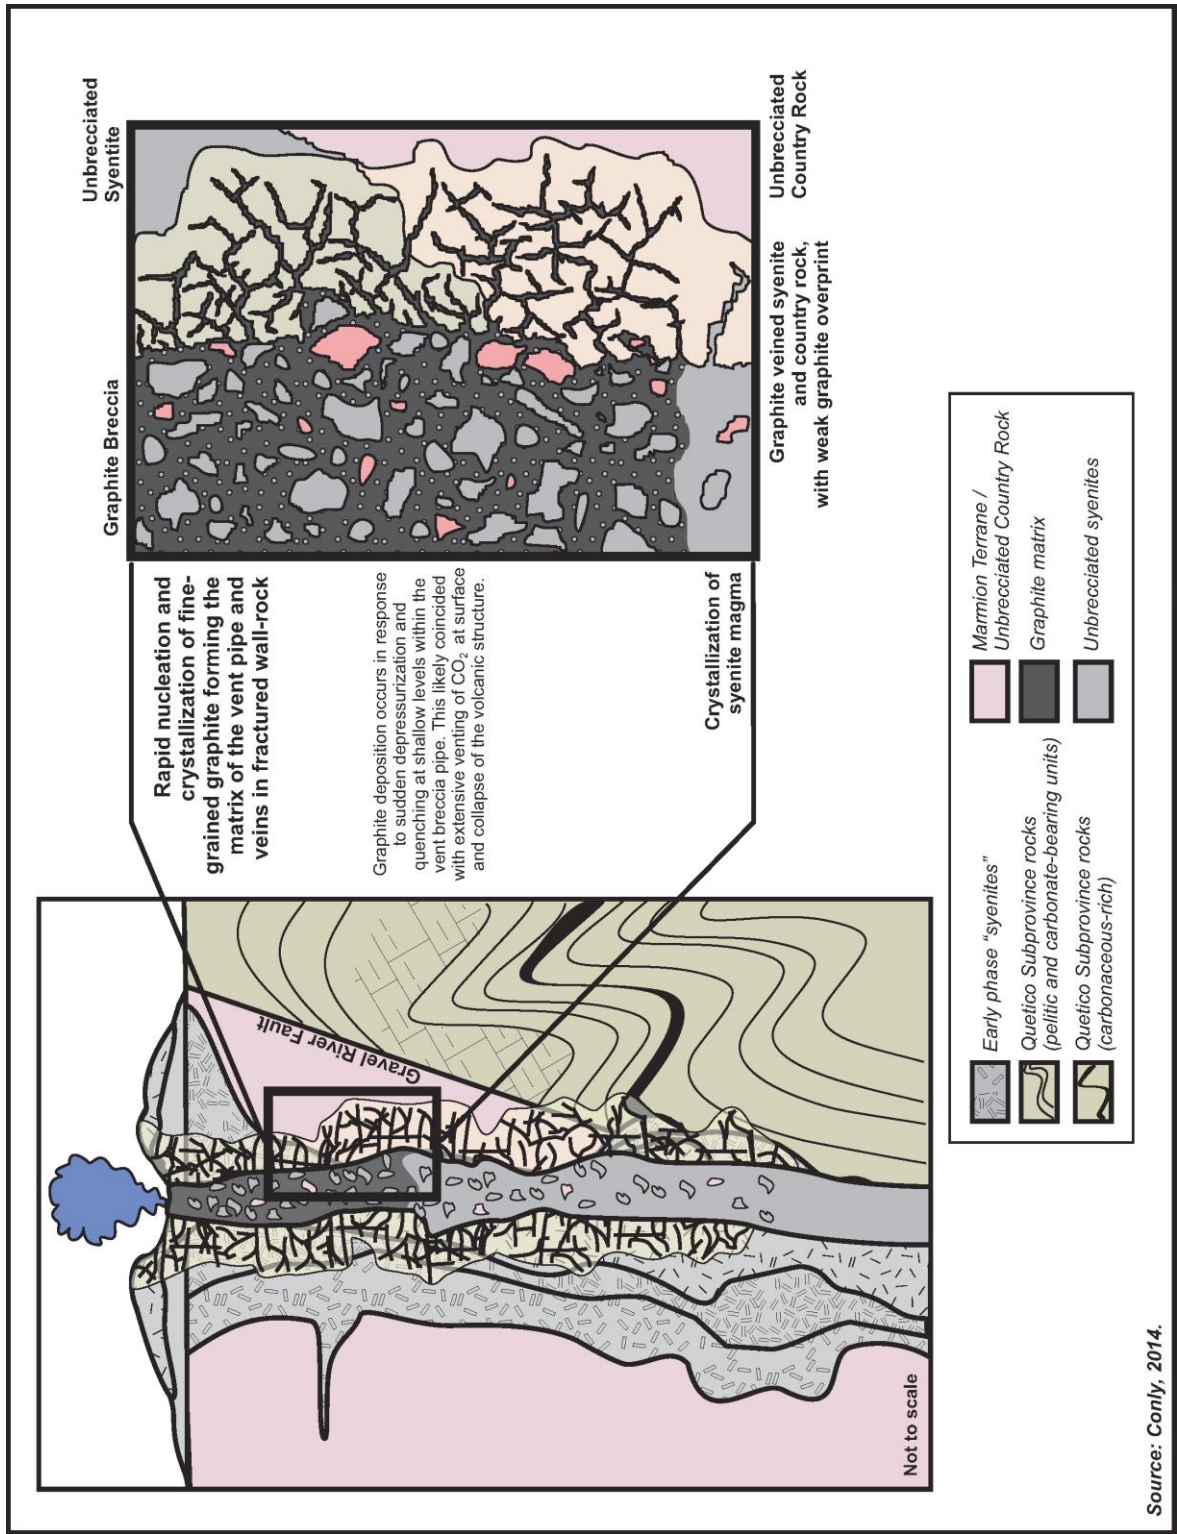 Gravel River Fault
Not to scale
Rapid nucleation and
crystallization of fine-
grained graphite forming the
matrix of the vent pipe and
veins in fractured wall-rock
Graphite deposition occurs in response
to sudden depressurization and
quenching at shallow levels within the
vent breccia pipe. This likely coincided
with extensive venting of CO₂ at surface
and collapse of the volcanic structure.
Crystallization of
syenite magma
Graphite Breccia
Unbrecciated
Syentite
Graphite veined syenite
and country rock,
with weak graphite overprint
Unbrecciated
Country Rock
Early phase "syenites"
Quetico Subprovince rocks
(pelitic and carbonate-bearing units)
Quetico Subprovince rocks
(carbonaceous-rich)
Marmion Terrane /
Unbrecciated Country Rock
Graphite matrix
Unbrecciated syenites
Source: Conly, 2014.